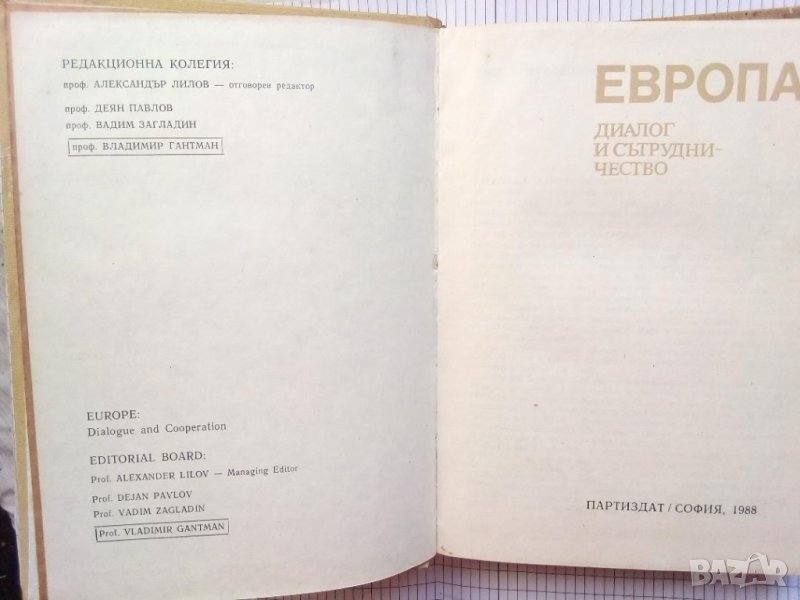 РЕДАКЦИОННА КОЛЕГИЯ:
проф. АЛЕКСАНДЪР ЛИЛОВ — отговорен редактор
проф. ДЕЯН ПАВЛОВ
проф. ВАДИМ ЗАГЛАДИН
проф. ВЛАДИМИР ГАНТМАН
EUROPE:
Dialogue and Cooperation
EDITORIAL BOARD:
Prof. ALEXANDER LILOV — Managing Editor
Prof. DEJAN PAVLOV
Prof. VADIM ZAGLADIN
Prof. VLADIMIR GANTMAN
ЕВРОПА
ДИАЛОГ
И СЪТРУДНИ-
ЧЕСТВО
ПАРТИЗДАТ / СОФИЯ, 1988
BAZAR